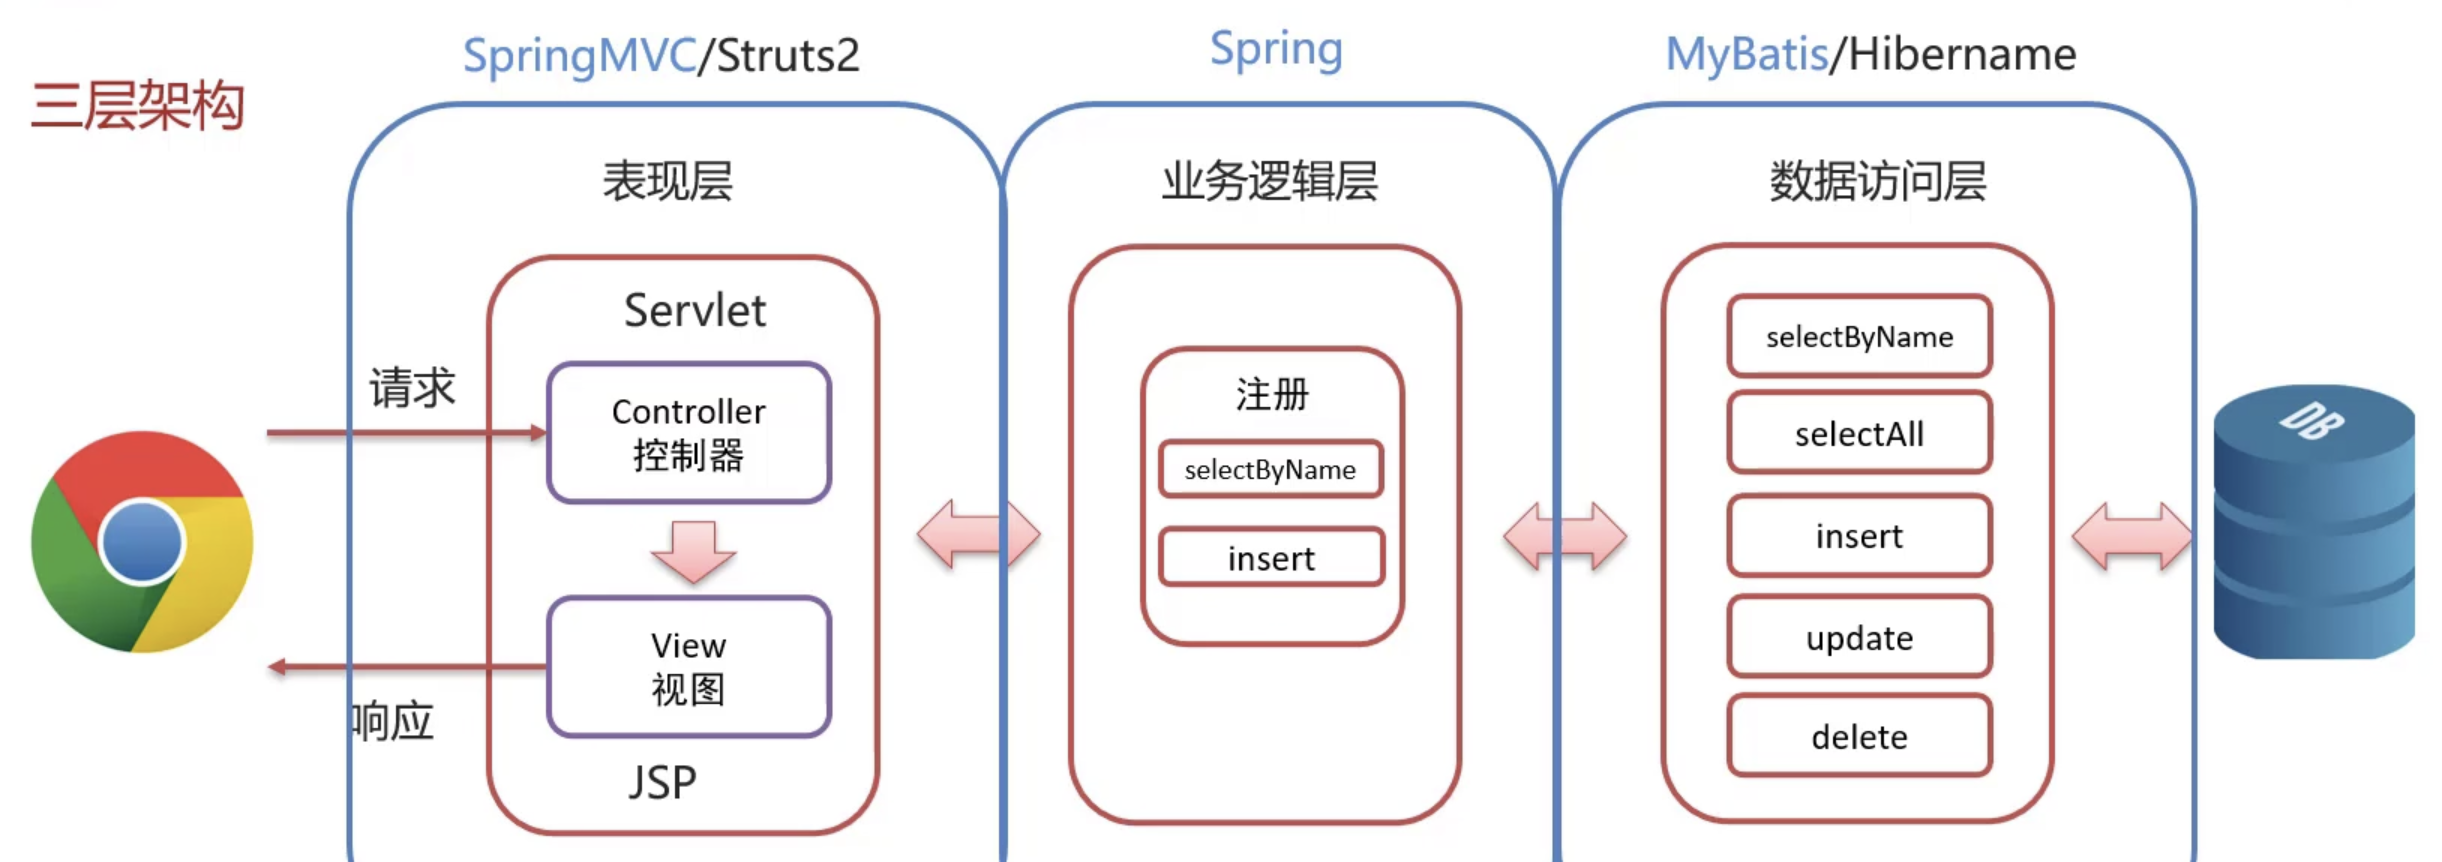 三层架构
SpringMVC/Struts2
Spring
MyBatis/Hibername
表现层
业务逻辑层
数据访问层
请求
响应
Servlet
Controller
控制器
View
视图
JSP
注册
selectByName
insert
selectByName
selectAll
insert
update
delete
DB